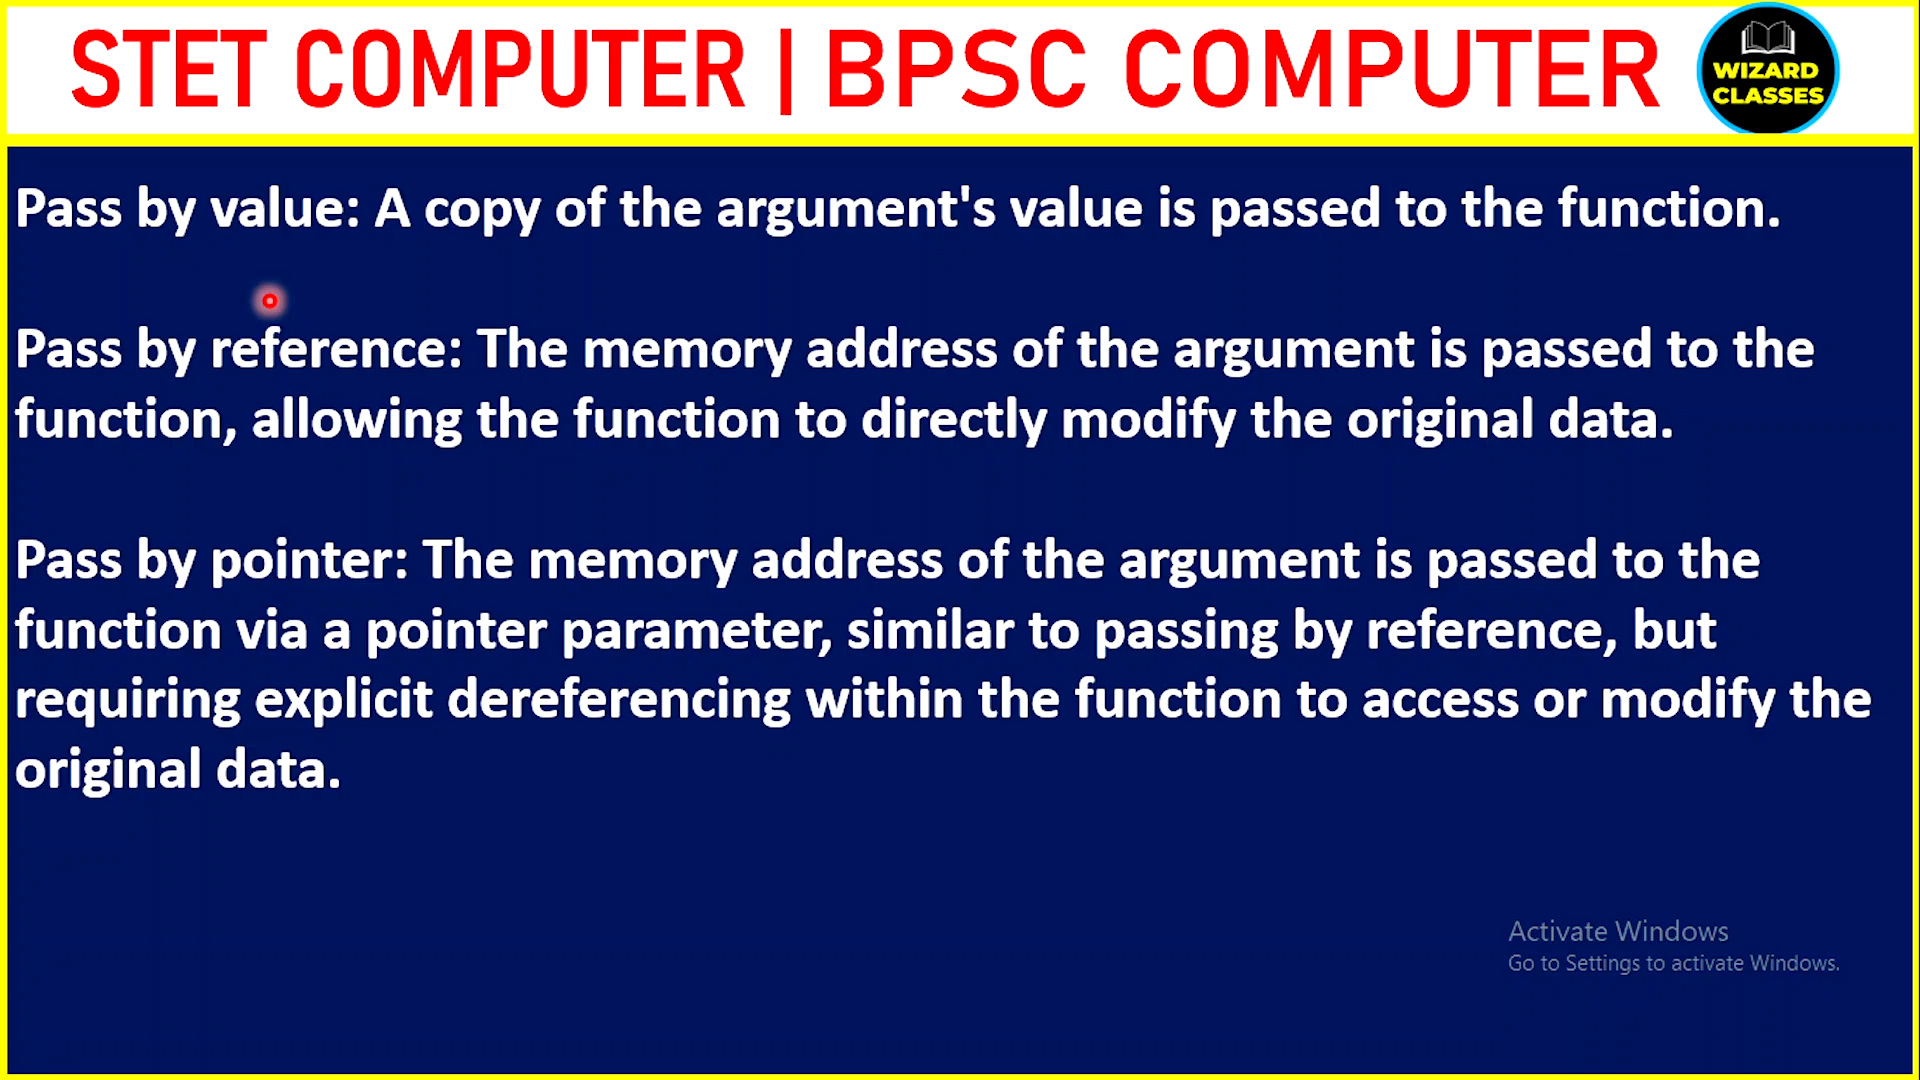 STET COMPUTER | BPSC COMPUTER
WIZARD
CLASSES
Pass by value: A copy of the argument's value is passed to the function.
Pass by reference: The memory address of the argument is passed to the
function, allowing the function to directly modify the original data.
Pass by pointer: The memory address of the argument is passed to the
function via a pointer parameter, similar to passing by reference, but
requiring explicit dereferencing within the function to access or modify the
original data.
Activate Windows
Go to Settings to activate Windows.